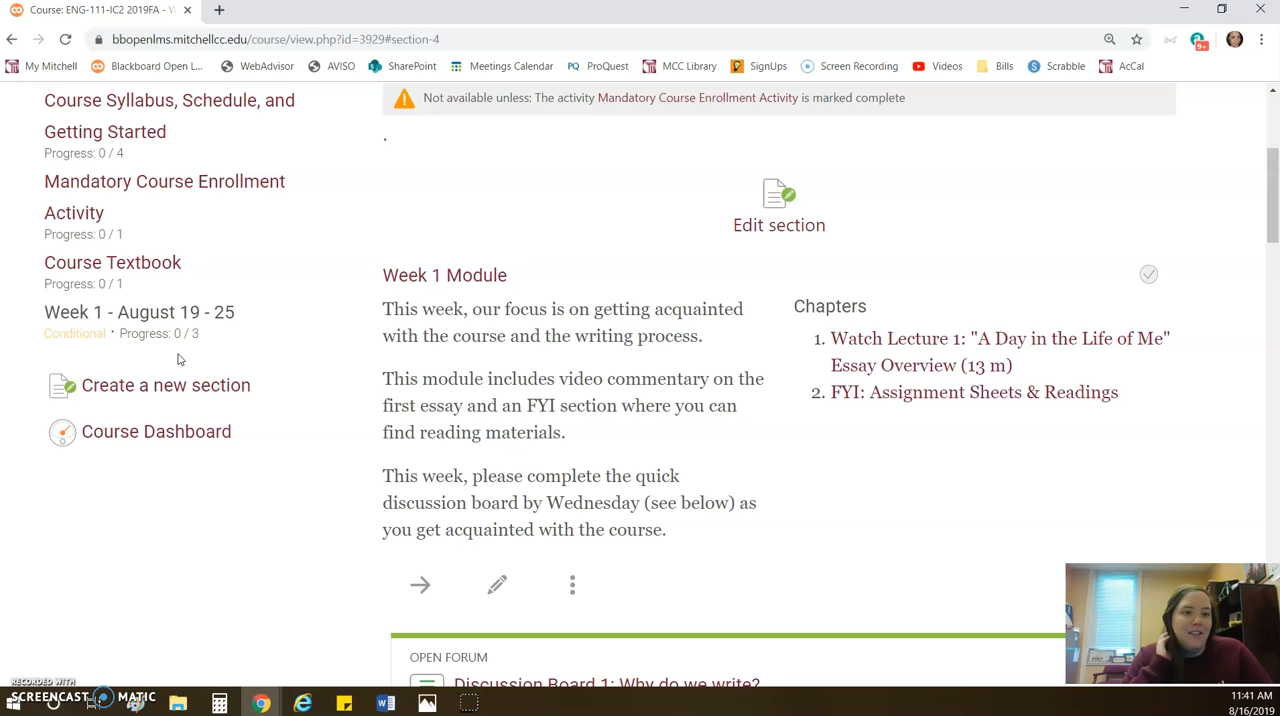 Course: ENG-111-IC2 2019FA - W
bbopenlms.mitchellcc.edu/course/view.php?id=3929#section-4
9+
My Mitchell
Blackboard Open L...
WebAdvisor
AVISO
SharePoint
Meetings Calendar
PQ ProQuest
MCC Library
SignUps
Screen Recording
Videos
Bills
Scrabble
AcCal
Course Syllabus, Schedule, and
Getting Started
Progress: 0 / 4
Mandatory Course Enrollment
Activity
Progress: 0 / 1
Course Textbook
Progress: 0 / 1
Week 1 - August 19 - 25
Conditional · Progress: 0 / 3
Create a new section
Course Dashboard
Not available unless: The activity Mandatory Course Enrollment Activity is marked complete
.
Edit section
Week 1 Module
This week, our focus is on getting acquainted
with the course and the writing process.
This module includes video commentary on the
first essay and an FYI section where you can
find reading materials.
This week, please complete the quick
discussion board by Wednesday (see below) as
you get acquainted with the course.
Chapters
1. Watch Lecture 1: "A Day in the Life of Me"
Essay Overview (13 m)
2. FYI: Assignment Sheets & Readings
OPEN FORUM
Discussion Board 1: Why do we write?
RECORDED WITH
SCREENCAST MATIC
11:41 AM
8/16/2019